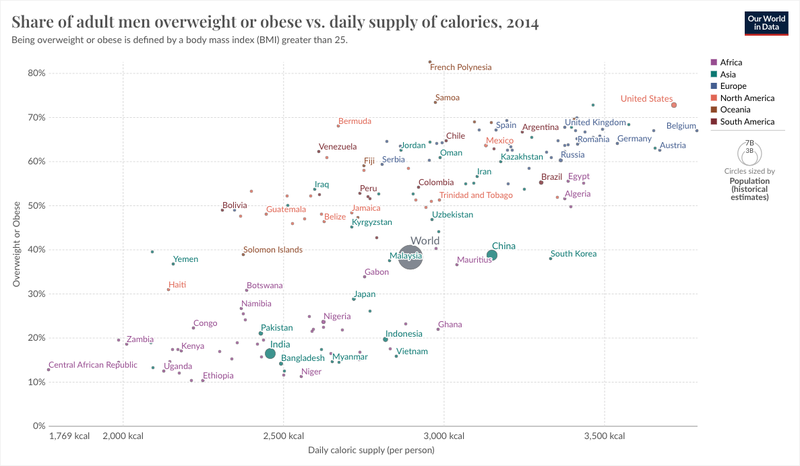 Share of adult men overweight or obese vs. daily supply of calories, 2014
Being overweight or obese is defined by a body mass index (BMI) greater than 25.
Our World
in Data
Overweight or Obese
80%
70%
60%
50%
40%
30%
20%
10%
0%
French Polynesia
Samoa
United States
Bermuda
Spain
Argentina
United Kingdom
Belgium
Chile
Mexico
Romania
Germany
Venezuela
Jordan
Austria
Fiji
Serbia
Oman
Kazakhstan
Russia
Iran
Iraq
Peru
Colombia
Brazil
Egypt
Trinidad and Tobago
Algeria
Bolivia
Guatemala
Jamaica
Belize
Kyrgyzstan
Uzbekistan
Solomon Islands
World
China
Yemen
Malaysia
Mauritius
South Korea
Haiti
Botswana
Gabon
Namibia
Japan
Congo
Nigeria
Ghana
Zambia
Pakistan
Indonesia
Kenya
India
Vietnam
Central African Republic
Uganda
Bangladesh
Myanmar
Ethiopia
Niger
1,769 kcal
2,000 kcal
2,500 kcal
3,000 kcal
3,500 kcal
Daily caloric supply (per person)
Africa
Asia
Europe
North America
Oceania
South America
7B
3B
Circles sized by
Population
(historical
estimates)